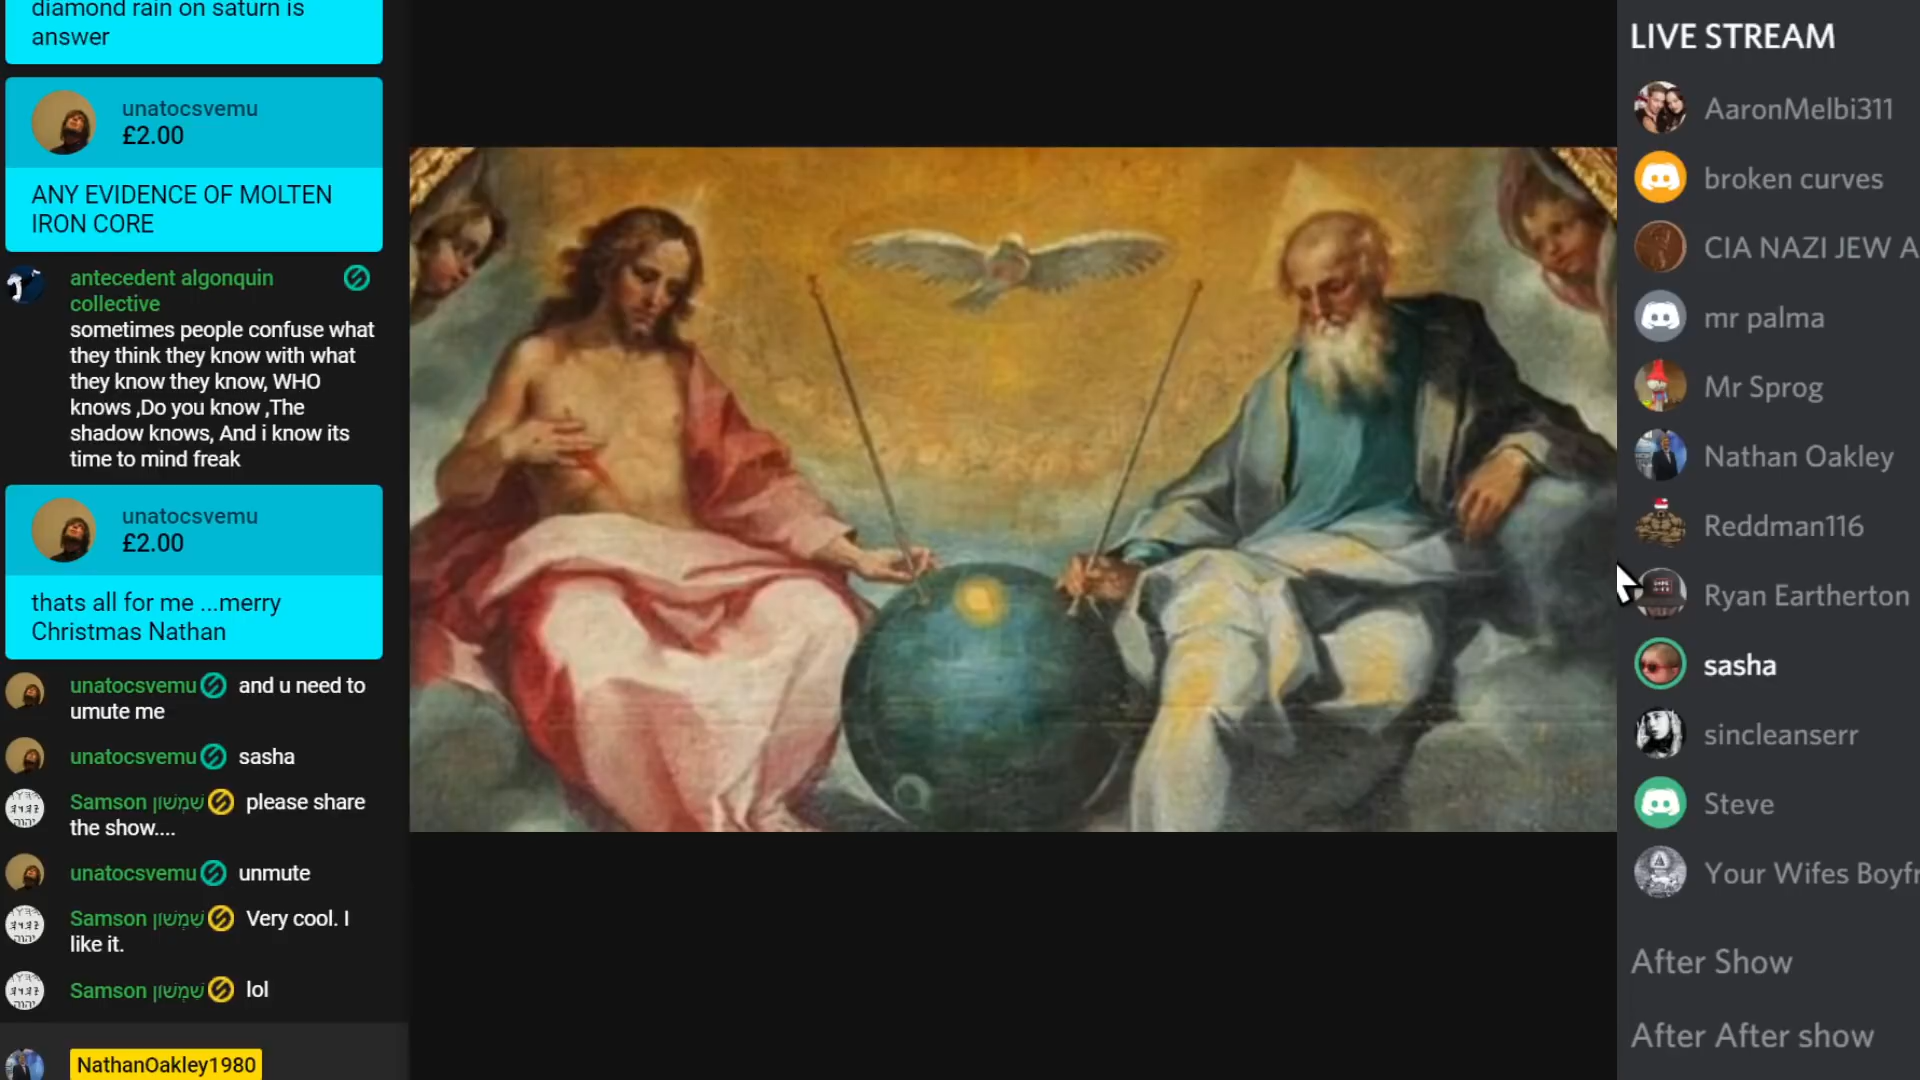 diamond rain on saturn is
answer
unatocsvemu
£2.00
ANY EVIDENCE OF MOLTEN
IRON CORE
antecedent algonquin
collective
sometimes people confuse what
they think they know with what
they know they know, WHO
knows ,Do you know ,The
shadow knows, And i know its
time to mind freak
unatocsvemu
£2.00
thats all for me ...merry
Christmas Nathan
unatocsvemu and u need to
umute me
unatocsvemu sasha
Samson שִׁמְשׁוֹן please share
the show....
unatocsvemu unmute
Samson שִׁמְשׁוֹן Very cool. I
like it.
Samson שִׁמְשׁוֹן lol
NathanOakley1980
LIVE STREAM
AaronMelbi311
broken curves
CIA NAZI JEW A
mr palma
Mr Sprog
Nathan Oakley
Reddman116
Ryan Eartherton
sasha
sincleanserr
Steve
Your Wifes Boyfr
After Show
After After show